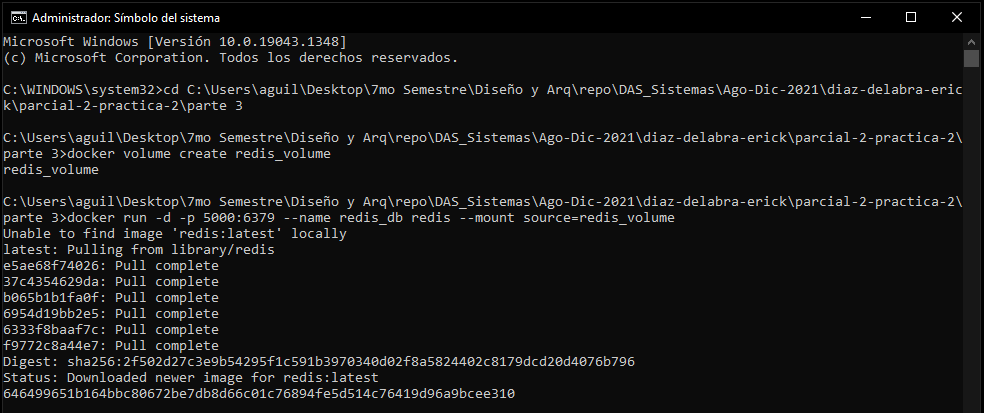 Administrador: Símbolo del sistema
Microsoft Windows [Versión 10.0.19043.1348]
(c) Microsoft Corporation. Todos los derechos reservados.
C:\WINDOWS\system32>cd C:\Users\aguil\Desktop\7mo Semestre\Diseño y Arq\repo\DAS_Sistemas\Ago-Dic-2021\diaz-delabra-eric
k\parcial-2-practica-2\parte 3
C:\Users\aguil\Desktop\7mo Semestre\Diseño y Arq\repo\DAS_Sistemas\Ago-Dic-2021\diaz-delabra-erick\parcial-2-practica-2\
parte 3>docker volume create redis_volume
redis_volume
C:\Users\aguil\Desktop\7mo Semestre\Diseño y Arq\repo\DAS_Sistemas\Ago-Dic-2021\diaz-delabra-erick\parcial-2-practica-2\
parte 3>docker run -d -p 5000:6379 --name redis_db redis --mount source=redis_volume
Unable to find image 'redis:latest' locally
latest: Pulling from library/redis
e5ae68f74026: Pull complete
37c4354629da: Pull complete
b065b1b1fa0f: Pull complete
6954d19bb2e5: Pull complete
6333f8baaf7c: Pull complete
f9772c8a44e7: Pull complete
Digest: sha256:2f502d27c3e9b54295f1c591b3970340d02f8a5824402c8179dcd20d4076b796
Status: Downloaded newer image for redis:latest
646499651b164bbc80672be7db8d66c01c76894fe5d514c76419d96a9bcee310